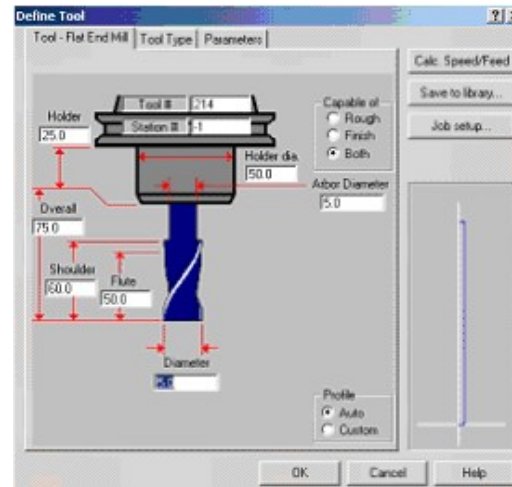 Define Tool
Tool - Flat End Mill Tool Type Parameters
Calc. Speed/Feed
Save to library...
Job setup...
Tool # 214
Station # -1
Capable of
Rough
Finish
Both
Holder
25.0
Holder dia.
50.0
Arbor Diameter
5.0
Overall
75.0
Shoulder
60.0
Flute
50.0
Diameter
5.0
Profile
Auto
Custom
OK Cancel Help